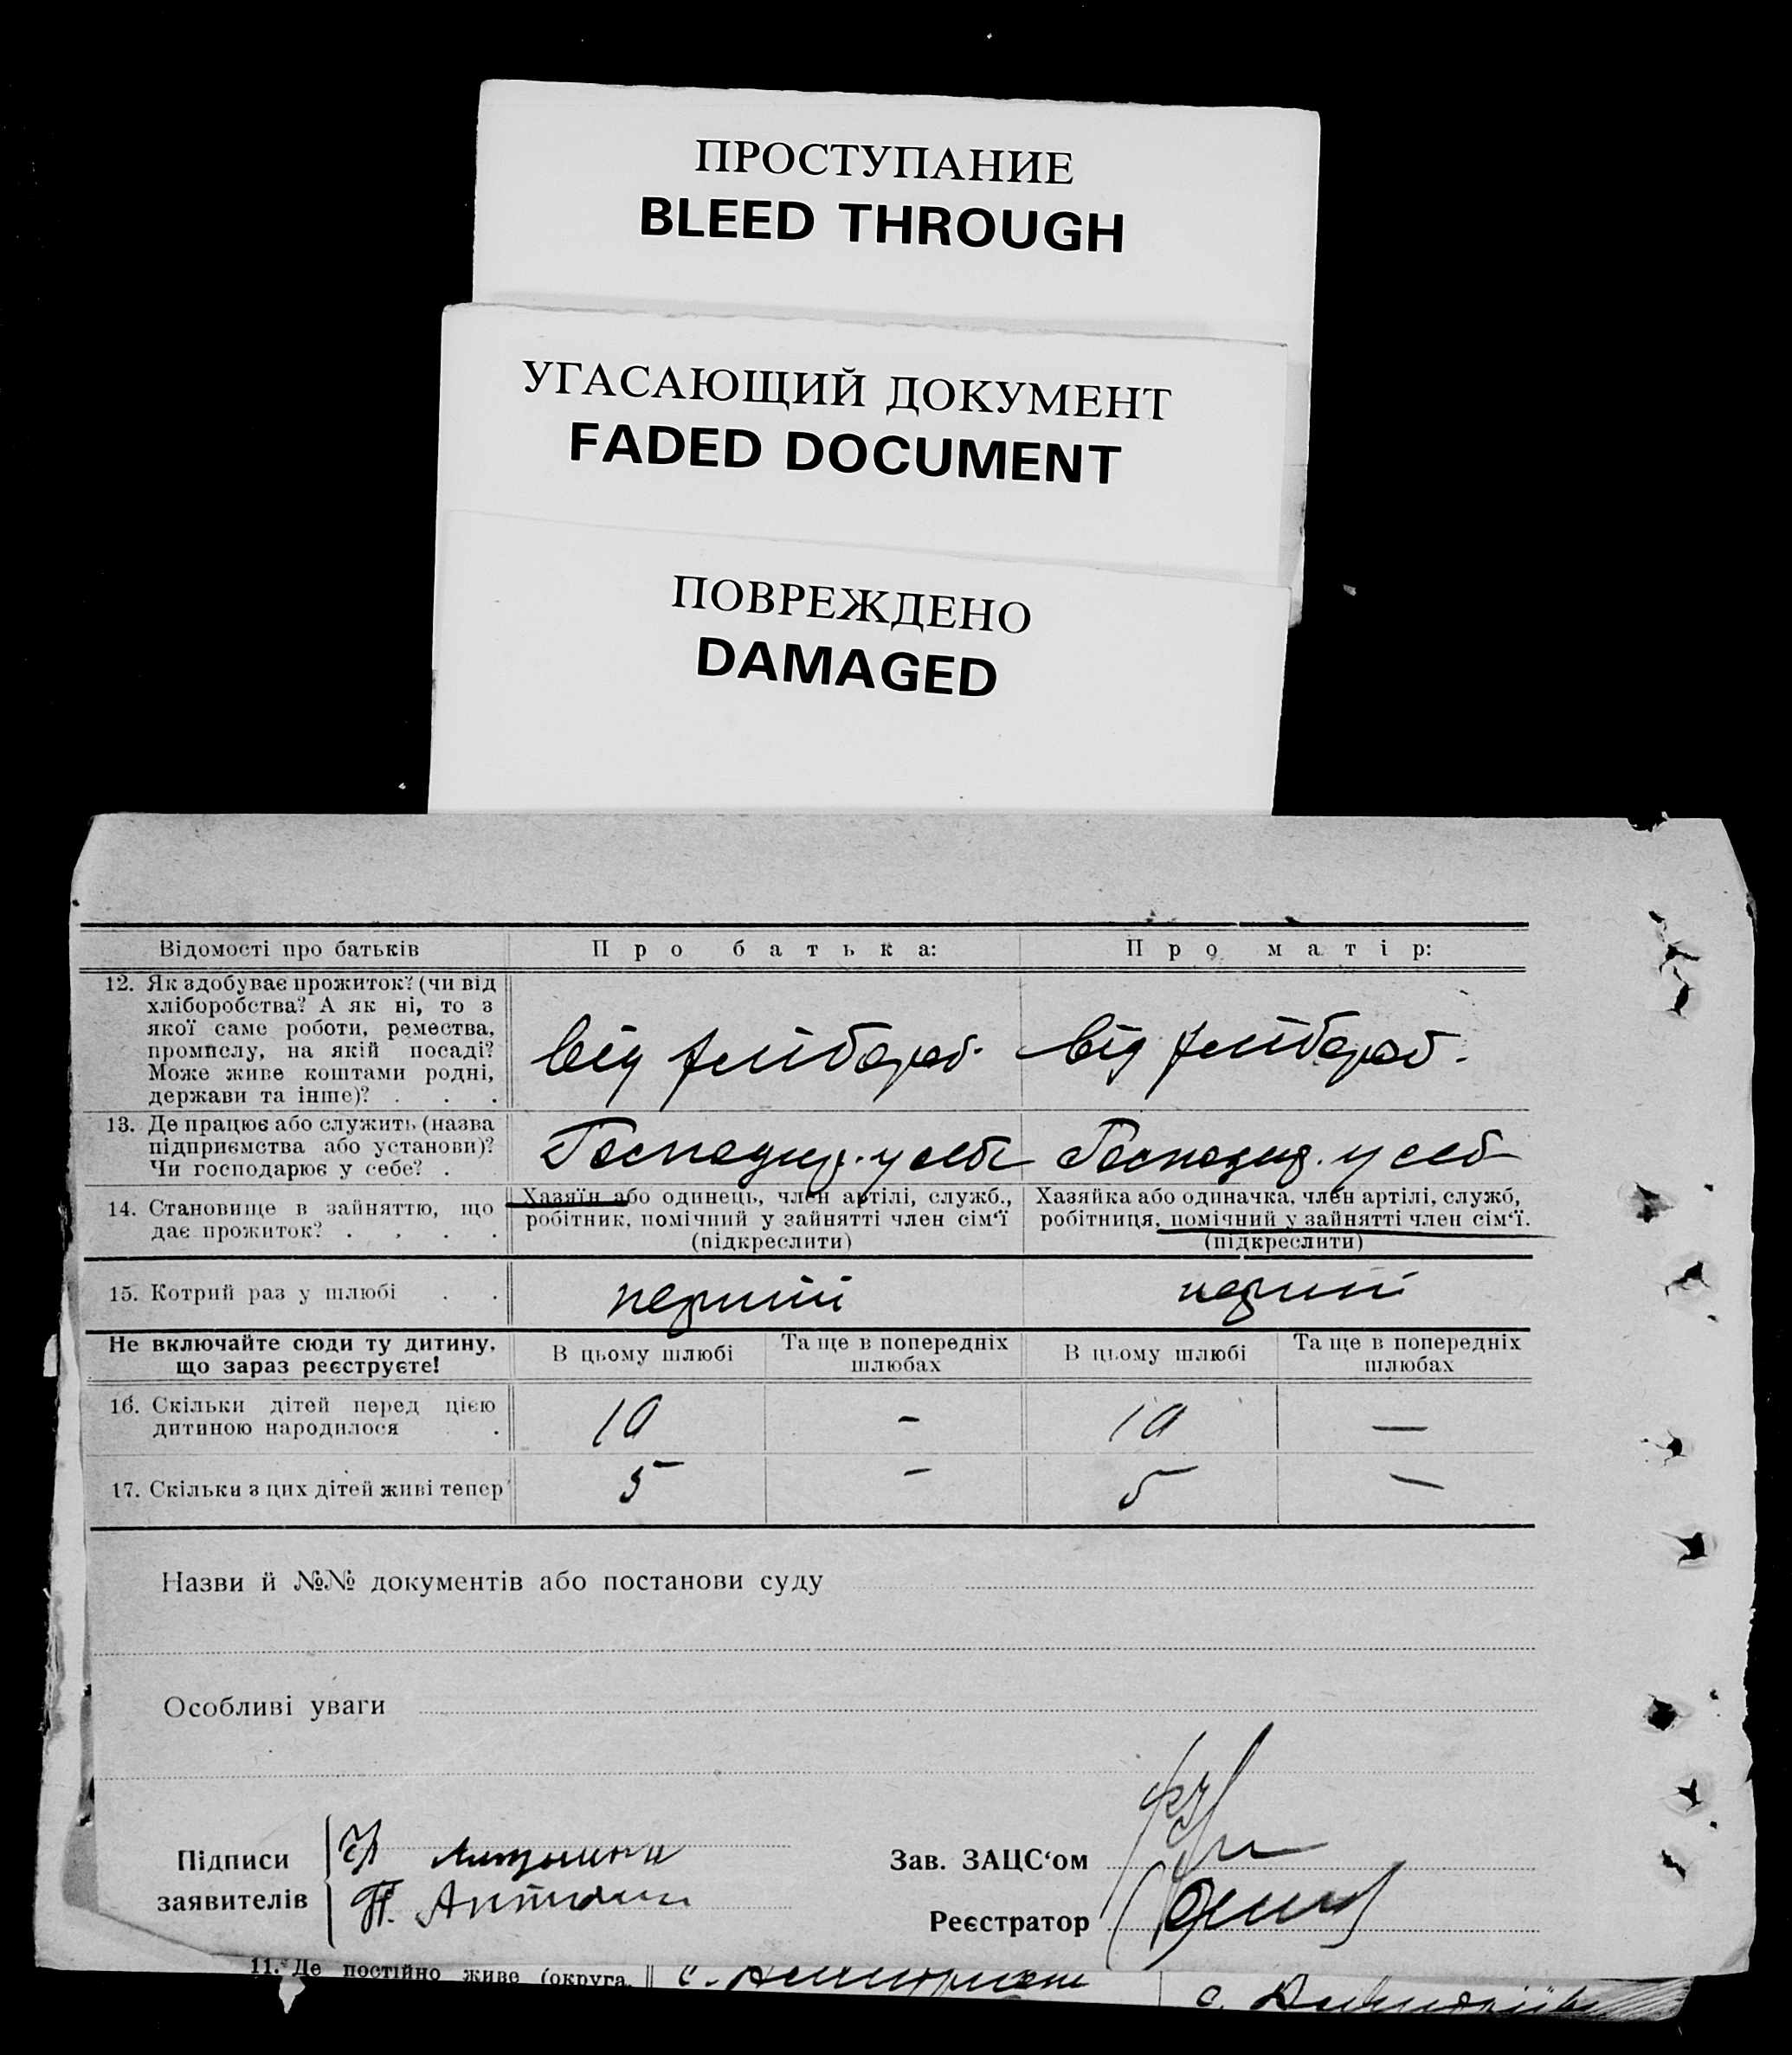 ПРОСТУПАНИЕ
BLEED THROUGH
УГАСАЮЩИЙ ДОКУМЕНТ
FADED DOCUMENT
ПОВРЕЖДЕНО
DAMAGED
Відомості про батьків Про батька: Про матір:
12. Як здобуває прожиток? (чи від
хліборобства? А як ні, то з
якої саме роботи, ремества,
промислу, на якій посаді?
Може живе коштами родні,
держави та інше)? . . .
від хлібороб. від хлібороб.
13. Де працює або служить (назва
підприємства або установи)?
Чи господарює у себе? .
Господар. у себе Господар. у себ
14. Становище в зайняттю, що
дає прожиток? . . . .
Хазяїн або одинець, член артілі, служб.,
робітник, помічний у зайнятті член сім‘ї
(підкреслити)
Хазяйка або одиначка, член артілі, служб,
робітниця, помічний у зайнятті член сім‘ї.
(підкреслити)
15. Котрий раз у шлюбі . . перший перший
Не включайте сюди ту дитину,
що зараз реєструєте!
В цьому шлюбі Та ще в попередніх
шлюбах
В цьому шлюбі Та ще в попередніх
шлюбах
16. Скільки дітей перед цією
дитиною народилося .
10 - 10 —
17. Скільки з цих дітей живі тепер 5 - 5 —
Назви й №№ документів або постанови суду
Особливі уваги
Підписи
заявителів
П.
Зав. ЗАЦС‘ом
Реєстратор
11. Де постійно живе (округа, с. с.